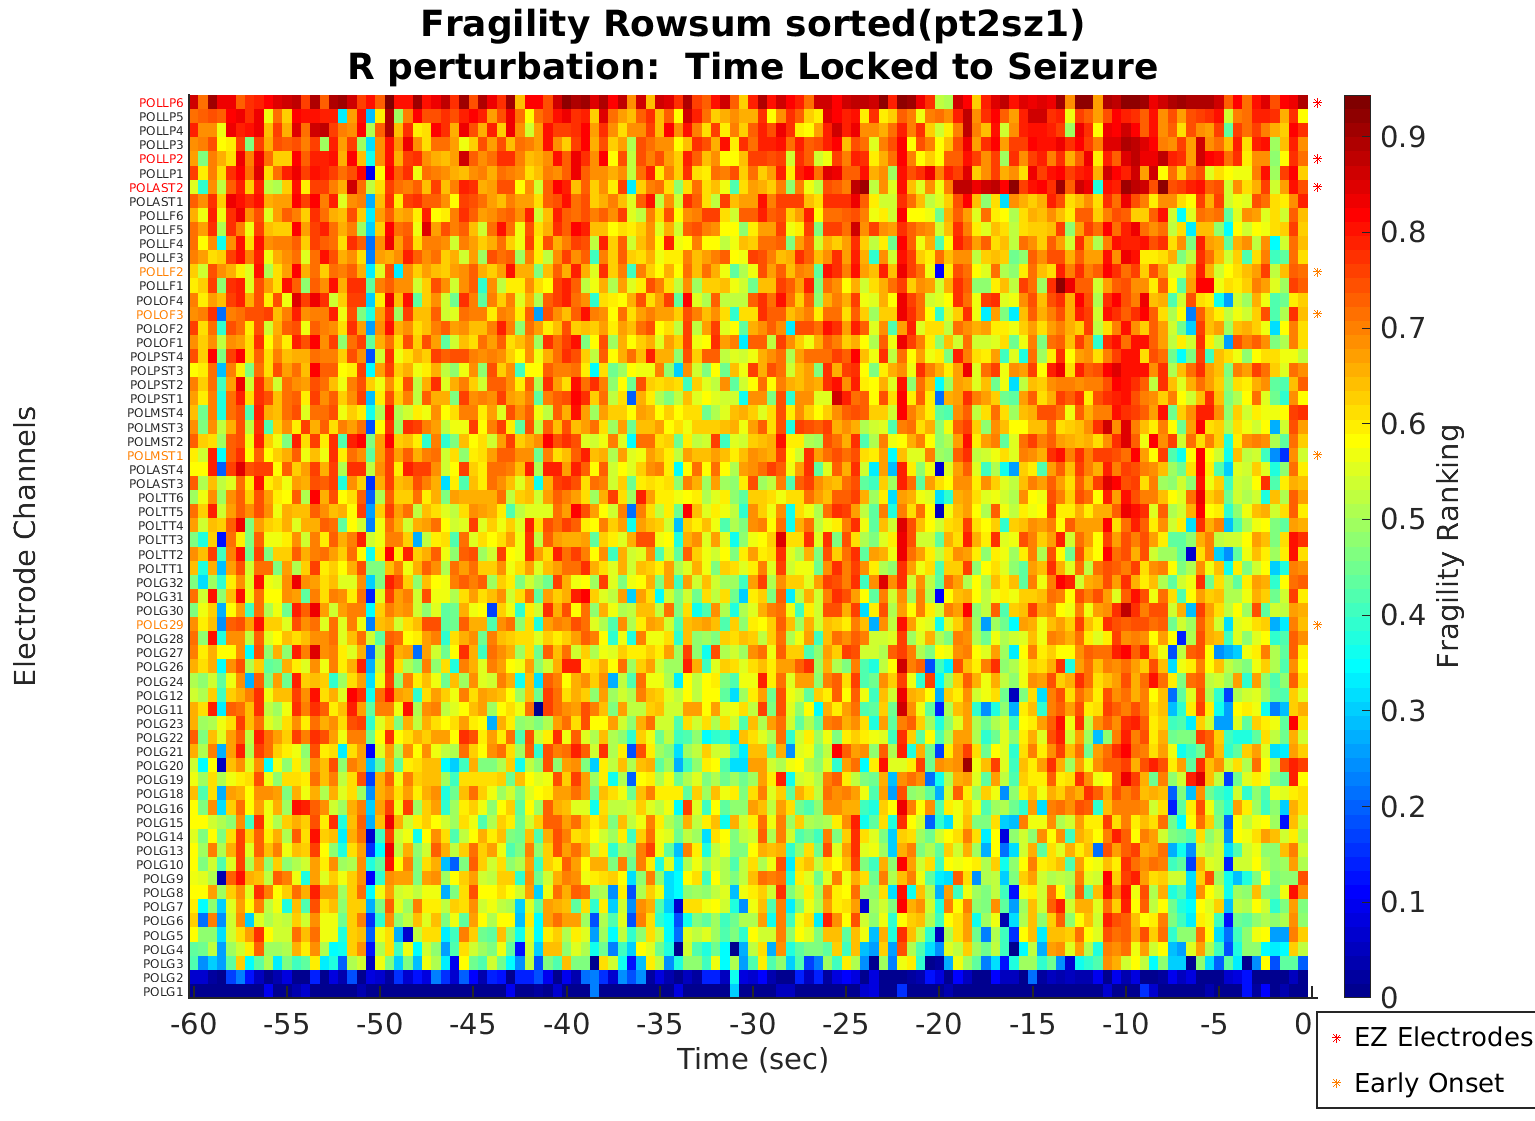 Fragility Rowsum sorted(pt2sz1)
R perturbation:  Time Locked to Seizure
Electrode Channels
POLLP6
POLLP5
POLLP4
POLLP3
POLLP2
POLLP1
POLAST2
POLAST1
POLLF6
POLLF5
POLLF4
POLLF3
POLLF2
POLLF1
POLOF4
POLOF3
POLOF2
POLOF1
POLPST4
POLPST3
POLPST2
POLPST1
POLMST4
POLMST3
POLMST2
POLMST1
POLAST4
POLAST3
POLTT6
POLTT5
POLTT4
POLTT3
POLTT2
POLTT1
POLG32
POLG31
POLG30
POLG29
POLG28
POLG27
POLG26
POLG24
POLG12
POLG11
POLG23
POLG22
POLG21
POLG20
POLG19
POLG18
POLG16
POLG15
POLG14
POLG13
POLG10
POLG9
POLG8
POLG7
POLG6
POLG5
POLG4
POLG3
POLG2
POLG1
-60 -55 -50 -45 -40 -35 -30 -25 -20 -15 -10 -5 0
Time (sec)
0.9
0.8
0.7
0.6
0.5
0.4
0.3
0.2
0.1
0
Fragility Ranking
EZ Electrodes
Early Onset